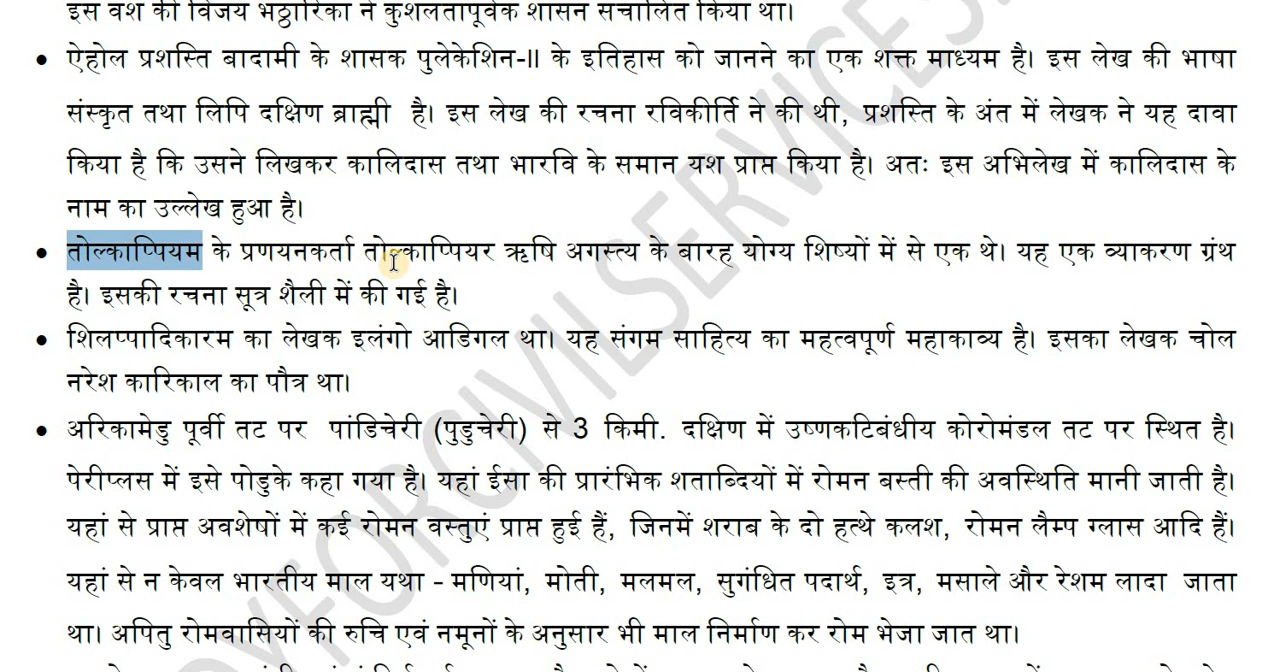 इस वंश की विजय भठ्ठारिका ने कुशलतापूर्वक शासन संचालित किया था।
• ऐहोल प्रशस्ति बादामी के शासक पुलेकेशिन-II के इतिहास को जानने का एक शक्त माध्यम है। इस लेख की भाषा
संस्कृत तथा लिपि दक्षिण ब्राह्मी है। इस लेख की रचना रविकीर्ति ने की थी, प्रशस्ति के अंत में लेखक ने यह दावा
किया है कि उसने लिखकर कालिदास तथा भारवि के समान यश प्राप्त किया है। अतः इस अभिलेख में कालिदास के
नाम का उल्लेख हुआ है।
• तोल्काप्पियम के प्रणयनकर्ता तोल्काप्पियर ऋषि अगस्त्य के बारह योग्य शिष्यों में से एक थे। यह एक व्याकरण ग्रंथ
है। इसकी रचना सूत्र शैली में की गई है।
• शिलप्पादिकारम का लेखक इलंगो आडिगल था। यह संगम साहित्य का महत्वपूर्ण महाकाव्य है। इसका लेखक चोल
नरेश कारिकाल का पौत्र था।
• अरिकामेडु पूर्वी तट पर पांडिचेरी (पुडुचेरी) से 3 किमी. दक्षिण में उष्णकटिबंधीय कोरोमंडल तट पर स्थित है।
पेरीप्लस में इसे पोडुके कहा गया है। यहां ईसा की प्रारंभिक शताब्दियों में रोमन बस्ती की अवस्थिति मानी जाती है।
यहां से प्राप्त अवशेषों में कई रोमन वस्तुएं प्राप्त हुई हैं, जिनमें शराब के दो हत्थे कलश, रोमन लैम्प ग्लास आदि हैं।
यहां से न केवल भारतीय माल यथा - मणियां, मोती, मलमल, सुगंधित पदार्थ, इत्र, मसाले और रेशम लादा जाता
था। अपितु रोमवासियों की रुचि एवं नमूनों के अनुसार भी माल निर्माण कर रोम भेजा जात था।